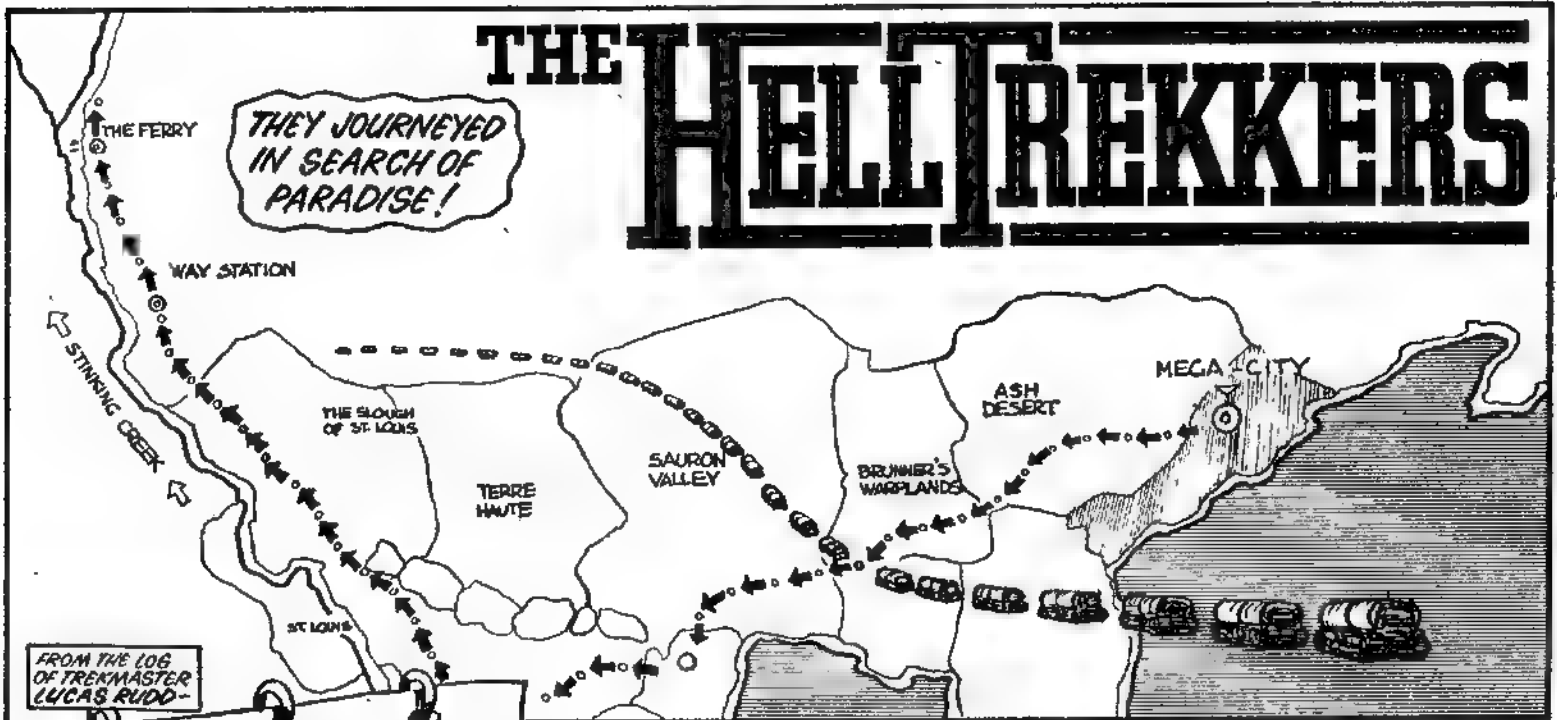 THE HELLTREKKERS
THEY JOURNEYED
IN SEARCH OF
PARADISE!
THE FERRY
WAY STATION
STINKING CREEK
THE SLOUGH
OF ST. LOUIS
TERRE
HAUTE
SAURON
VALLEY
BRUNNER'S
WARPLANDS
ASH
DESERT
MEGA-CITY
ST. LOUIS
FROM THE LOG
OF TREKMASTER
LUCAS RUDD-